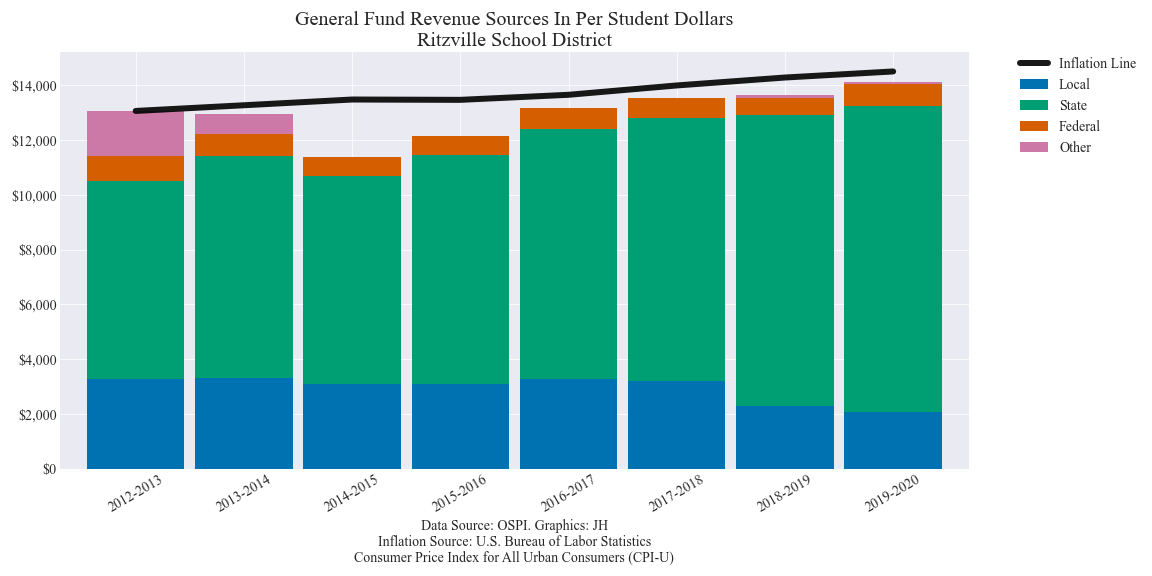 General Fund Revenue Sources In Per Student Dollars
Ritzville School District
Inflation Line
Local
State
Federal
Other
$14,000
$12,000
$10,000
$8,000
$6,000
$4,000
$2,000
$0
2012-2013
2013-2014
2014-2015
2015-2016
2016-2017
2017-2018
2018-2019
2019-2020
Data Source: OSPI. Graphics: JH
Inflation Source: U.S. Bureau of Labor Statistics
Consumer Price Index for All Urban Consumers (CPI-U)